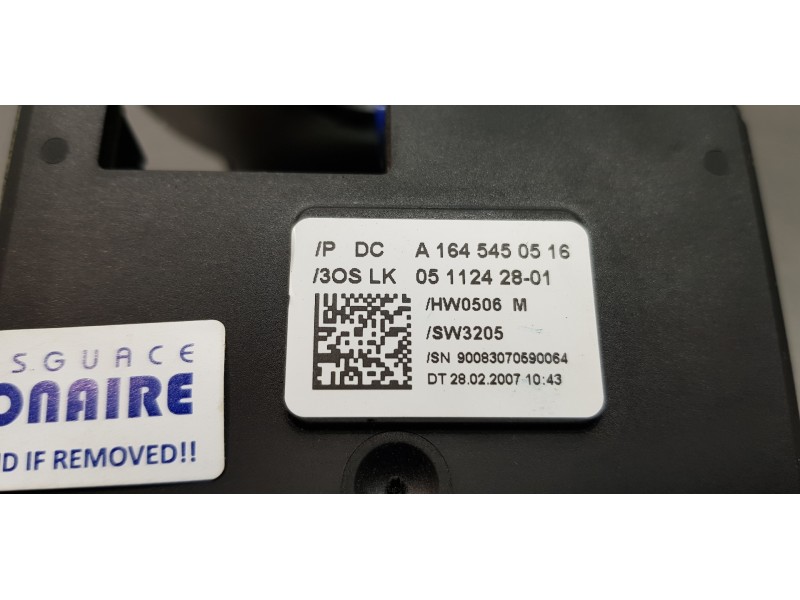 /P DC A 164 545 05 16
/3OS LK 05 1124 28-01
/HW0506 M
/SW3205
/SN 90083070590064
DT 28.02.2007 10:43
SGUACE
ONAIRE
D IF REMOVED!!